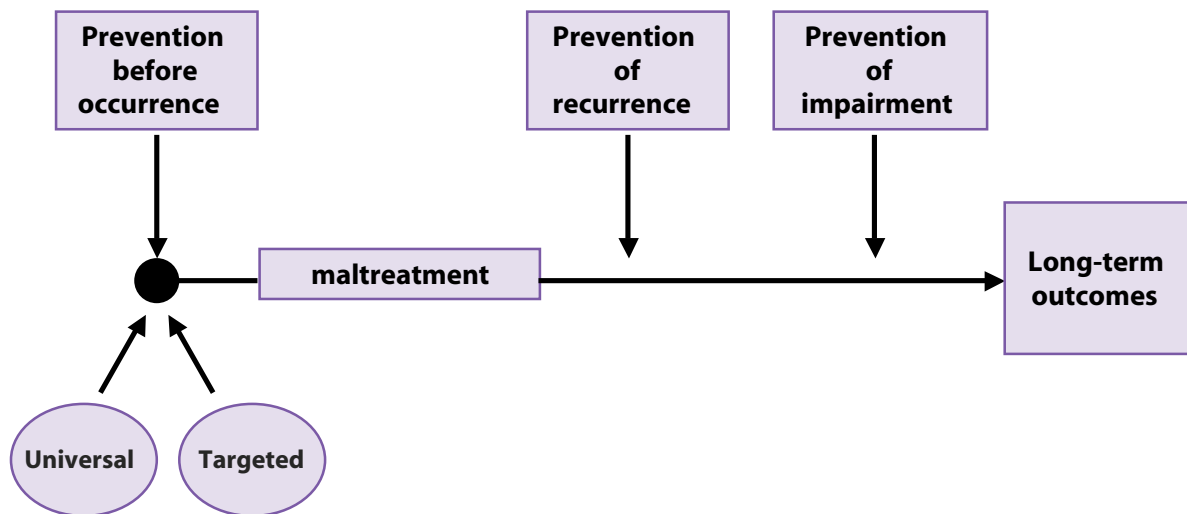 Prevention
before
occurrence
Prevention
of
recurrence
Prevention
of
impairment
maltreatment
Long-term
outcomes
Universal
Targeted